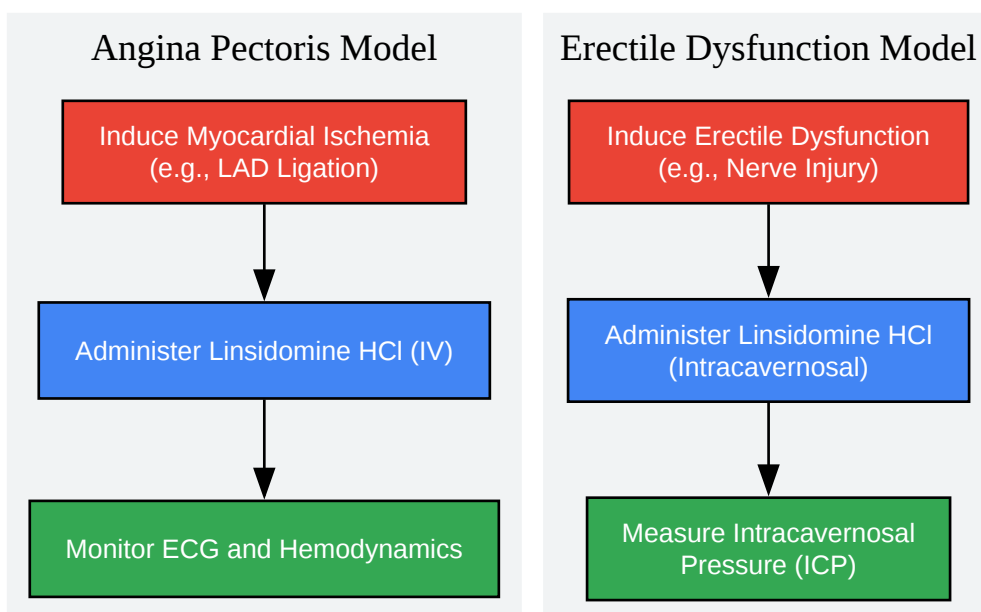 Angina Pectoris Model
Induce Myocardial Ischemia
(e.g., LAD Ligation)
Administer Linsidomine HCl (IV)
Monitor ECG and Hemodynamics
Erectile Dysfunction Model
Induce Erectile Dysfunction
(e.g., Nerve Injury)
Administer Linsidomine HCl
(Intracavernosal)
Measure Intracavernosal
Pressure (ICP)